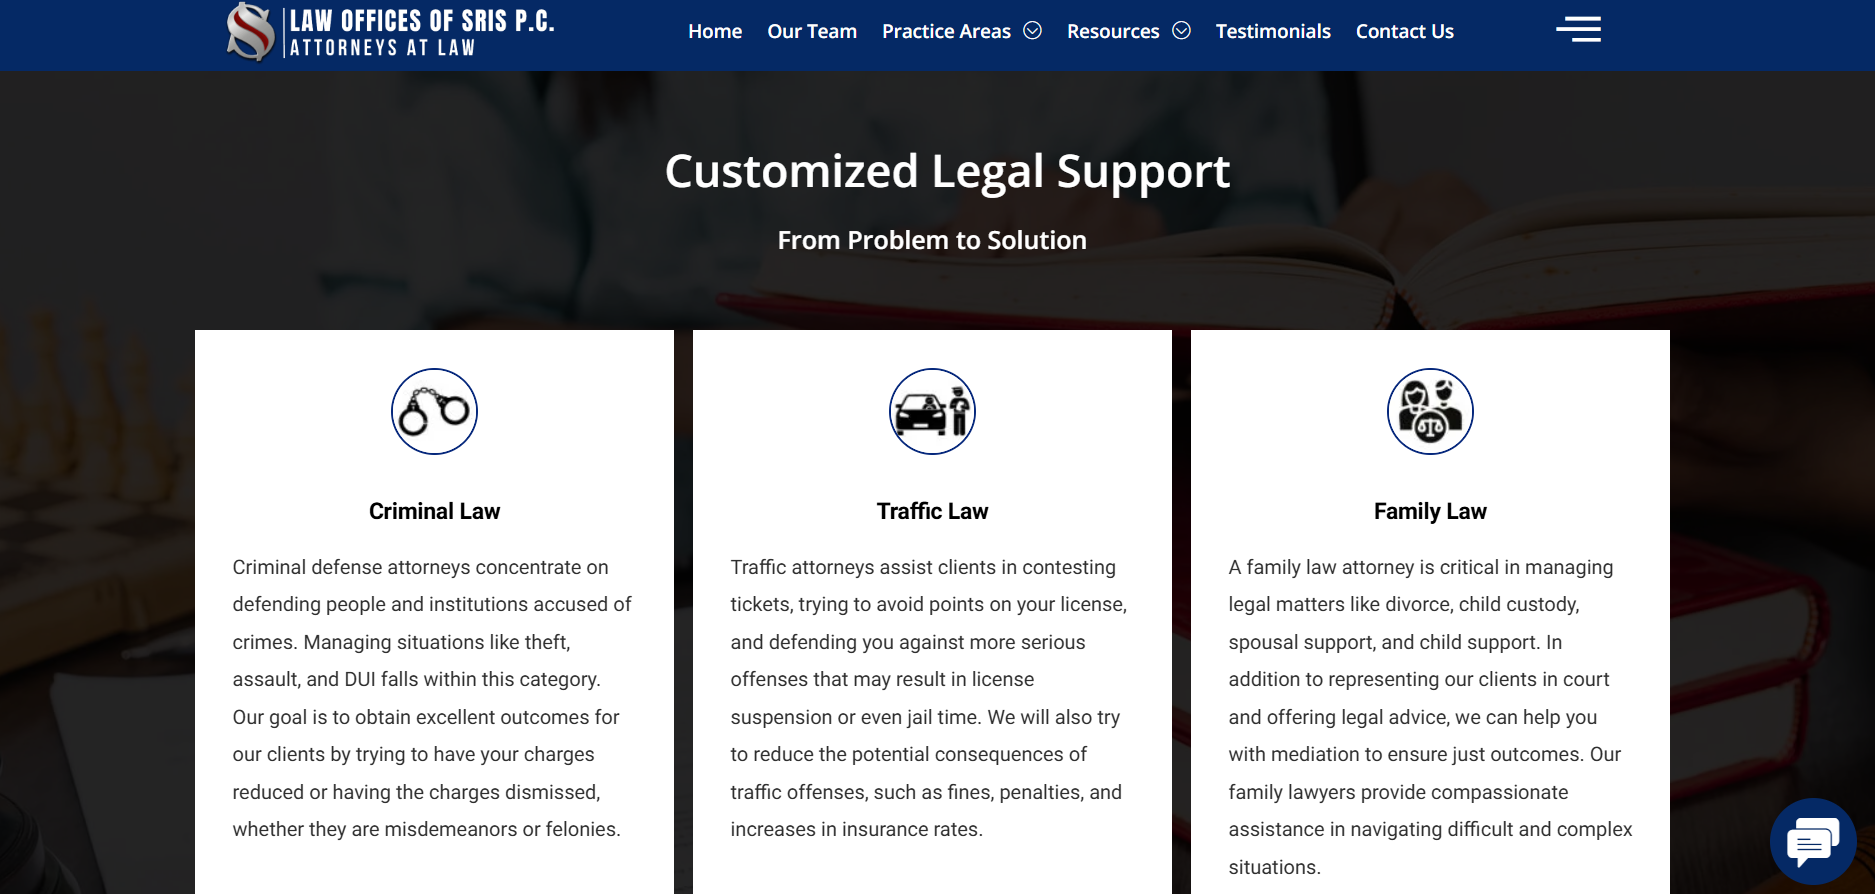 LAW OFFICES OF SRIS P.C.
ATTORNEYS AT LAW
Home Our Team Practice Areas Resources Testimonials Contact Us
Customized Legal Support
From Problem to Solution
Criminal Law
Criminal defense attorneys concentrate on
defending people and institutions accused of
crimes. Managing situations like theft,
assault, and DUI falls within this category.
Our goal is to obtain excellent outcomes for
our clients by trying to have your charges
reduced or having the charges dismissed,
whether they are misdemeanors or felonies.
Traffic Law
Traffic attorneys assist clients in contesting
tickets, trying to avoid points on your license,
and defending you against more serious
offenses that may result in license
suspension or even jail time. We will also try
to reduce the potential consequences of
traffic offenses, such as fines, penalties, and
increases in insurance rates.
Family Law
A family law attorney is critical in managing
legal matters like divorce, child custody,
spousal support, and child support. In
addition to representing our clients in court
and offering legal advice, we can help you
with mediation to ensure just outcomes. Our
family lawyers provide compassionate
assistance in navigating difficult and complex
situations.